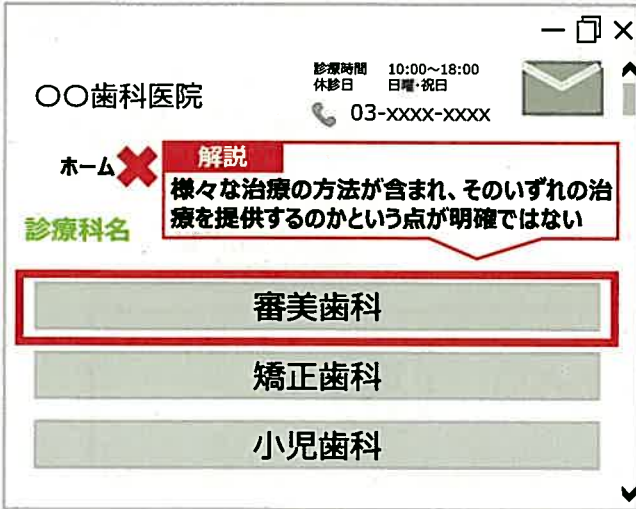 〇〇歯科医院
診療時間 10:00～18:00
休診日 日曜・祝日
03-xxxx-xxxx
ホーム
解説
様々な治療の方法が含まれ、そのいずれの治
療を提供するのかという点が明確ではない
診療科名
審美歯科
矯正歯科
小児歯科